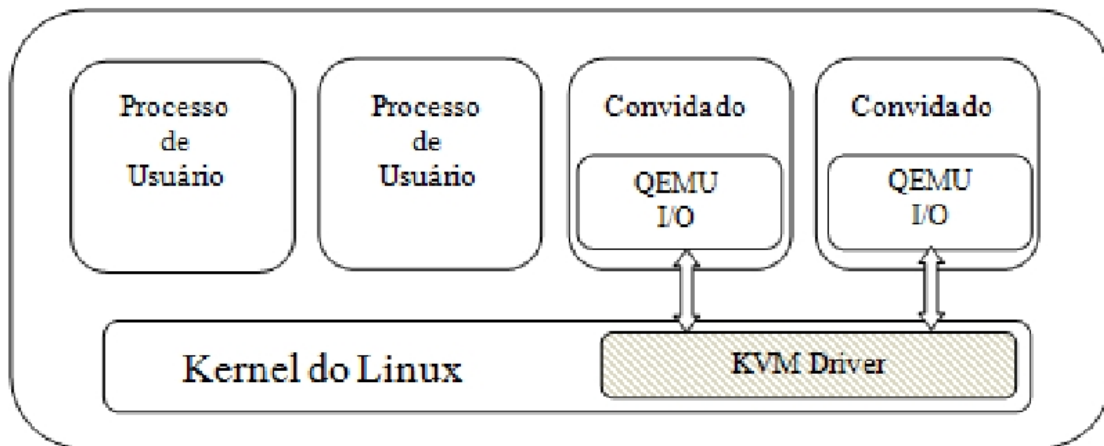 Processo
de
Usuário
Processo
de
Usuário
Convidado
QEMU
I/O
Convidado
QEMU
I/O
Kernel do Linux
KVM Driver